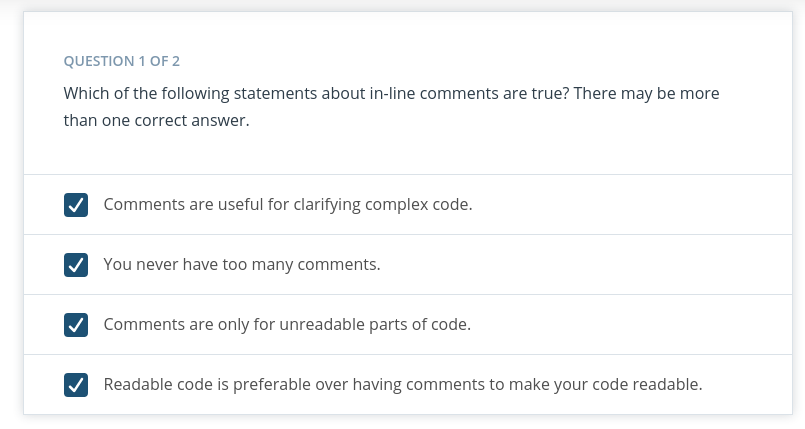 QUESTION 1 OF 2
Which of the following statements about in-line comments are true? There may be more
than one correct answer.
Comments are useful for clarifying complex code.
You never have too many comments.
Comments are only for unreadable parts of code.
Readable code is preferable over having comments to make your code readable.